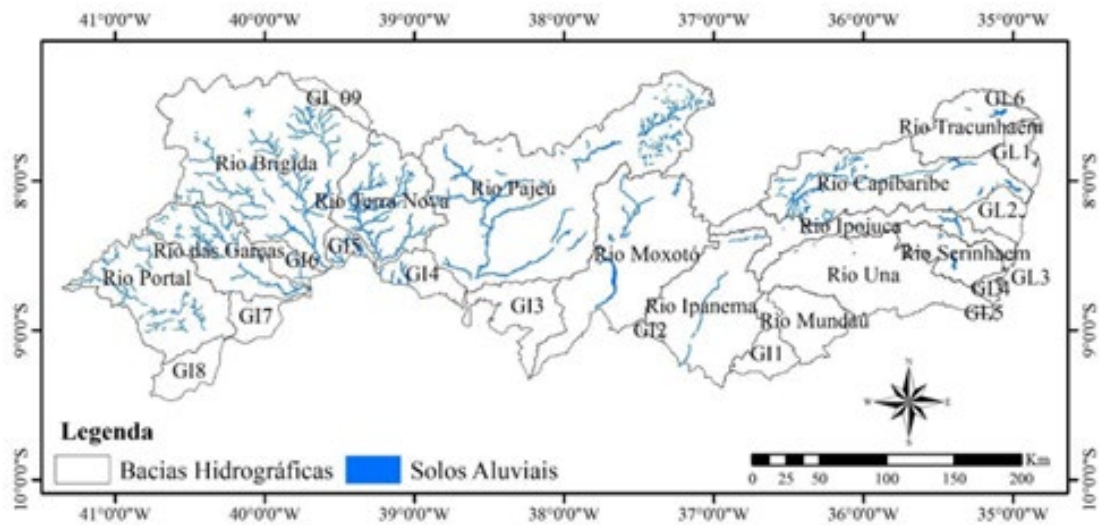 41°0'0"W 40°0'0"W 39°0'0"W 38°0'0"W 37°0'0"W 36°0'0"W 35°0'0"W
GI_09
GL6
Rio Tracunhaém
GL1
Rio Brigida
8°0'0"S
Rio Pajeú
Rio Capibaribe
8°0'0"S
Rio Terra Nova
GL2
Rio Ipojuca
Rio das Garças
GI5
Rio Moxotó
Rio Serinhaém
GI6
GI4
Rio Portal
Rio Una
GL3
GL4
GI7
GI3
Rio Ipanema
GL5
GI2
Rio Mundaú
9°0'0"S
9°0'0"S
GI1
GI8
N
W E
S
Legenda
Bacias Hidrográficas Solos Aluviais
Km
0 25 50 100 150 200
10°0'0"S
10°0'0"S
41°0'0"W 40°0'0"W 39°0'0"W 38°0'0"W 37°0'0"W 36°0'0"W 35°0'0"W